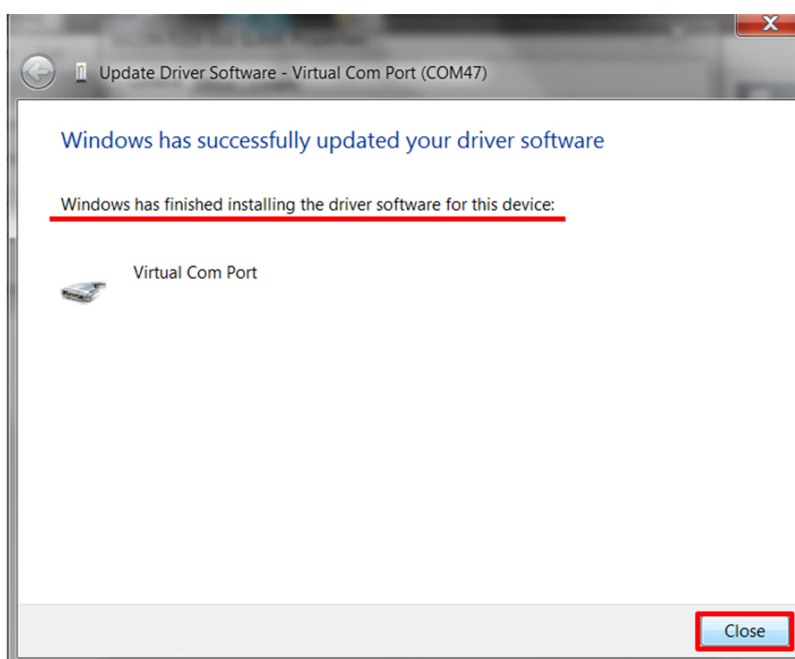 Update Driver Software - Virtual Com Port (COM47)
Windows has successfully updated your driver software
Windows has finished installing the driver software for this device:
Virtual Com Port
Close